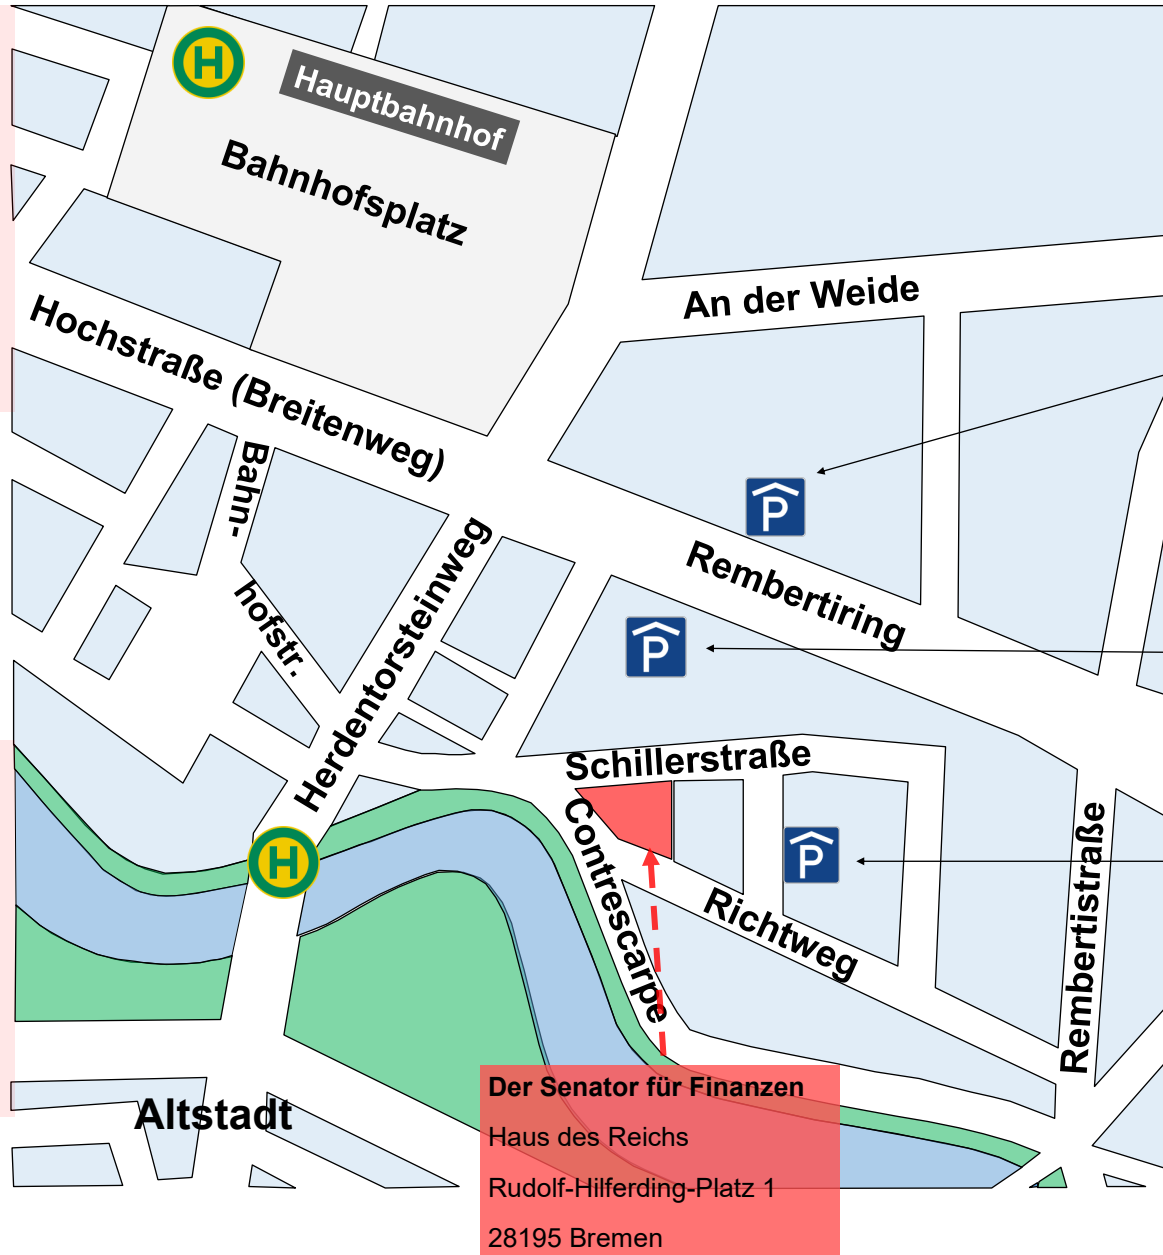 H
Hauptbahnhof
Bahnhofsplatz
An der Weide
Hochstraße (Breitenweg)
Bahn-
hofstr.
P
Rembertiring
Herdentorsteinweg
P
Schillerstraße
Contrescarpe
P
H
Richtweg
Rembertistraße
Altstadt
Der Senator für Finanzen
Haus des Reichs
Rudolf-Hilferding-Platz 1
28195 Bremen